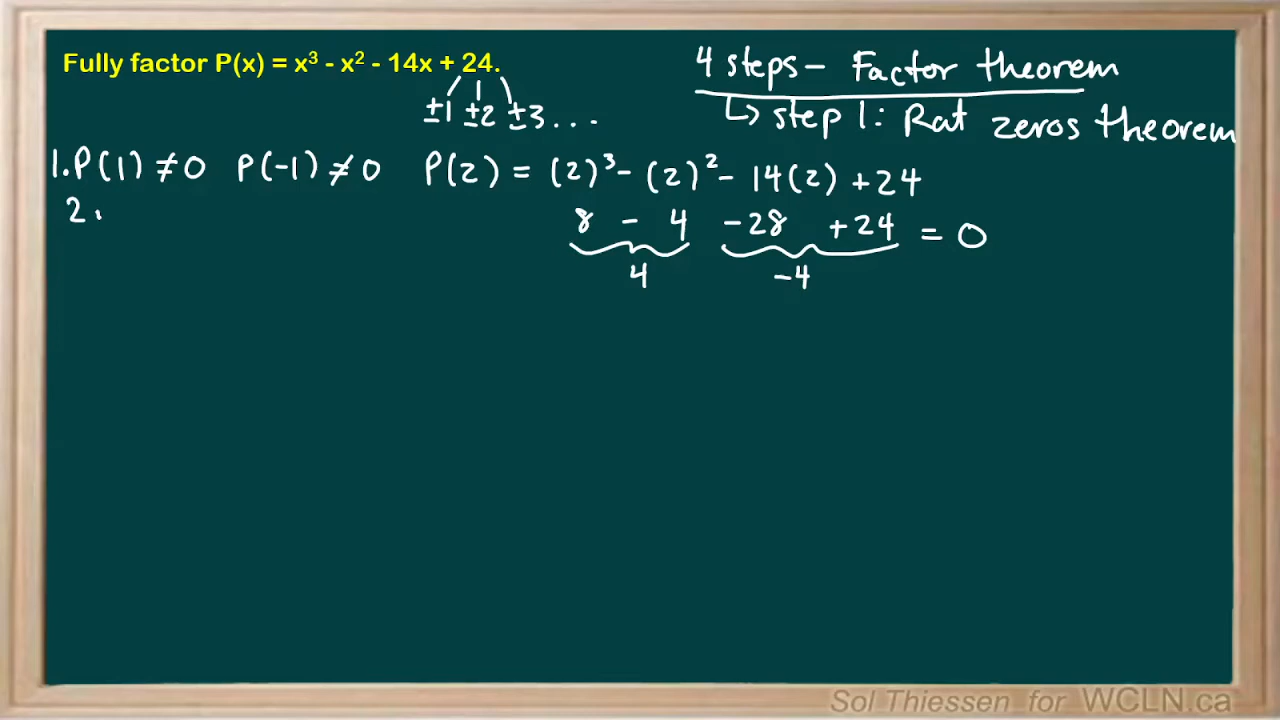 Fully factor P(x) = x³ - x² - 14x + 24.
4 steps - Factor theorem
±1 ±2 ±3 ...
↳ step 1: Rat zeros theorem
1. P(1) ≠ 0 P(-1) ≠ 0 P(2) = (2)³ - (2)² - 14(2) + 24
2.
8 - 4 -28 +24 = 0
4 -4
Sol Thiessen for WCLN.ca